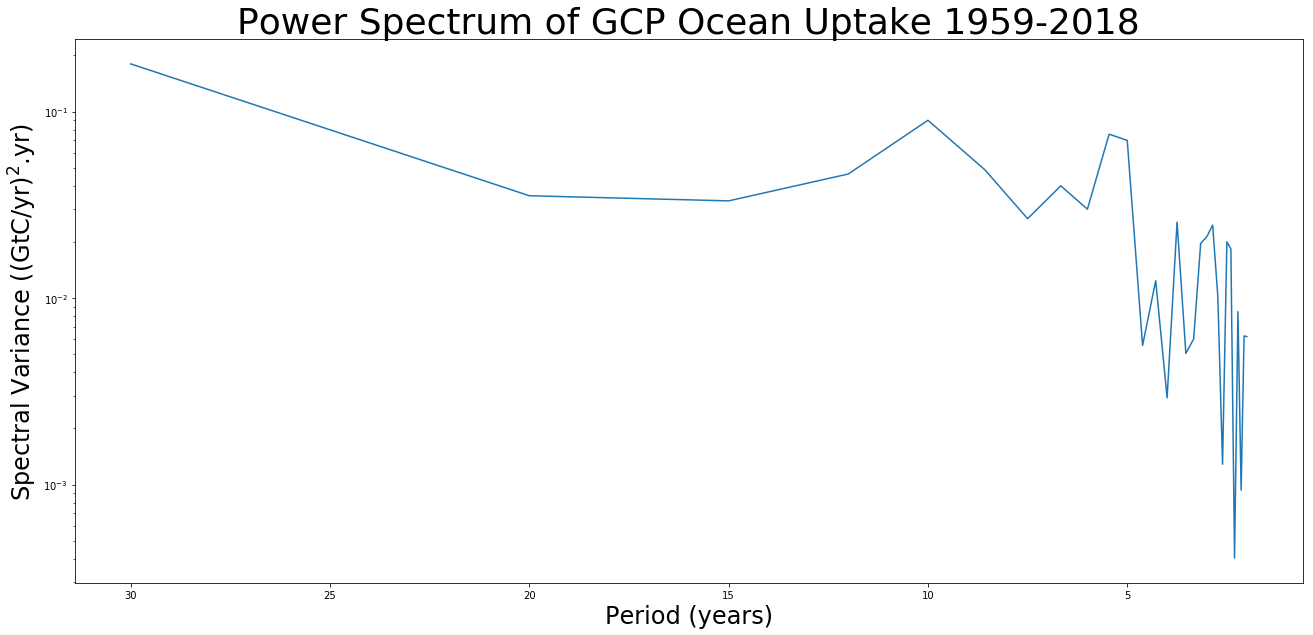 Power Spectrum of GCP Ocean Uptake 1959-2018
Spectral Variance ((GtC/yr)².yr)
10⁻¹
10⁻²
10⁻³
30 25 20 15 10 5
Period (years)